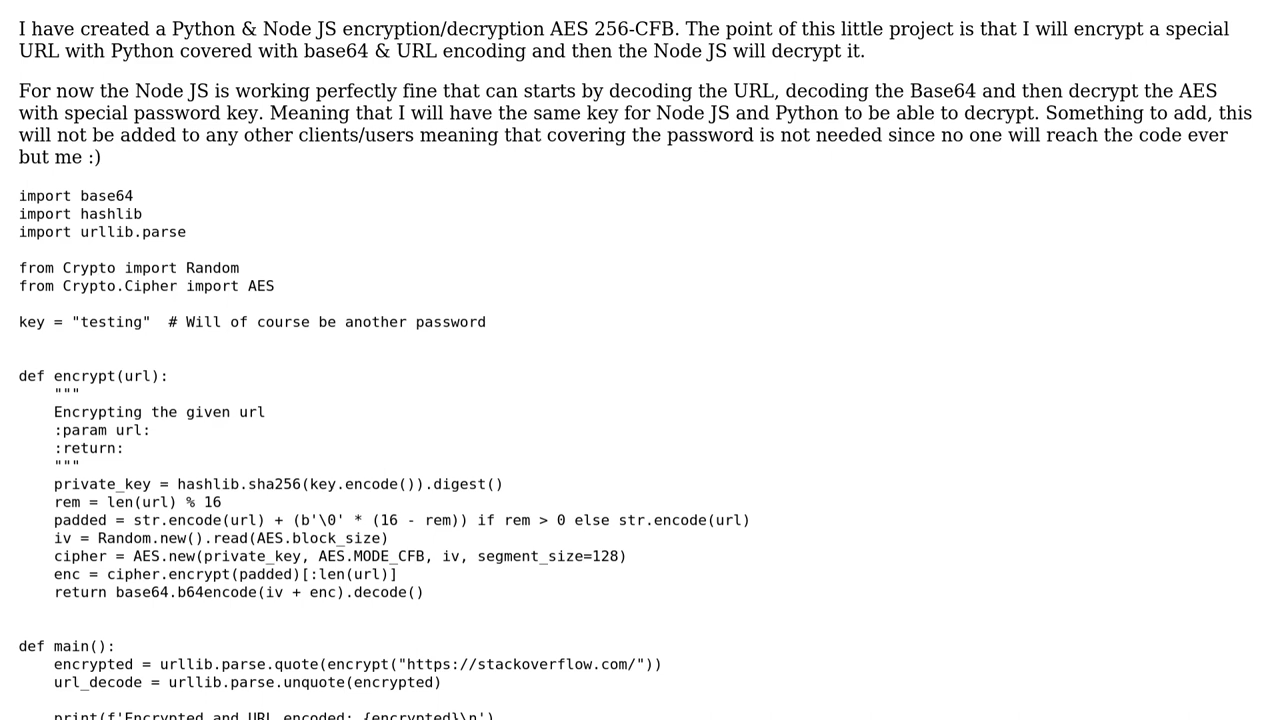 I have created a Python & Node JS encryption/decryption AES 256-CFB. The point of this little project is that I will encrypt a special
URL with Python covered with base64 & URL encoding and then the Node JS will decrypt it.
For now the Node JS is working perfectly fine that can starts by decoding the URL, decoding the Base64 and then decrypt the AES
with special password key. Meaning that I will have the same key for Node JS and Python to be able to decrypt. Something to add, this
will not be added to any other clients/users meaning that covering the password is not needed since no one will reach the code ever
but me :)
import base64
import hashlib
import urllib.parse

from Crypto import Random
from Crypto.Cipher import AES

key = "testing"  # Will of course be another password


def encrypt(url):
    """
    Encrypting the given url
    :param url:
    :return:
    """
    private_key = hashlib.sha256(key.encode()).digest()
    rem = len(url) % 16
    padded = str.encode(url) + (b'\0' * (16 - rem)) if rem > 0 else str.encode(url)
    iv = Random.new().read(AES.block_size)
    cipher = AES.new(private_key, AES.MODE_CFB, iv, segment_size=128)
    enc = cipher.encrypt(padded)[:len(url)]
    return base64.b64encode(iv + enc).decode()


def main():
    encrypted = urllib.parse.quote(encrypt("https://stackoverflow.com/"))
    url_decode = urllib.parse.unquote(encrypted)

    print(f'Encrypted and URL encoded: {encrypted}\n')